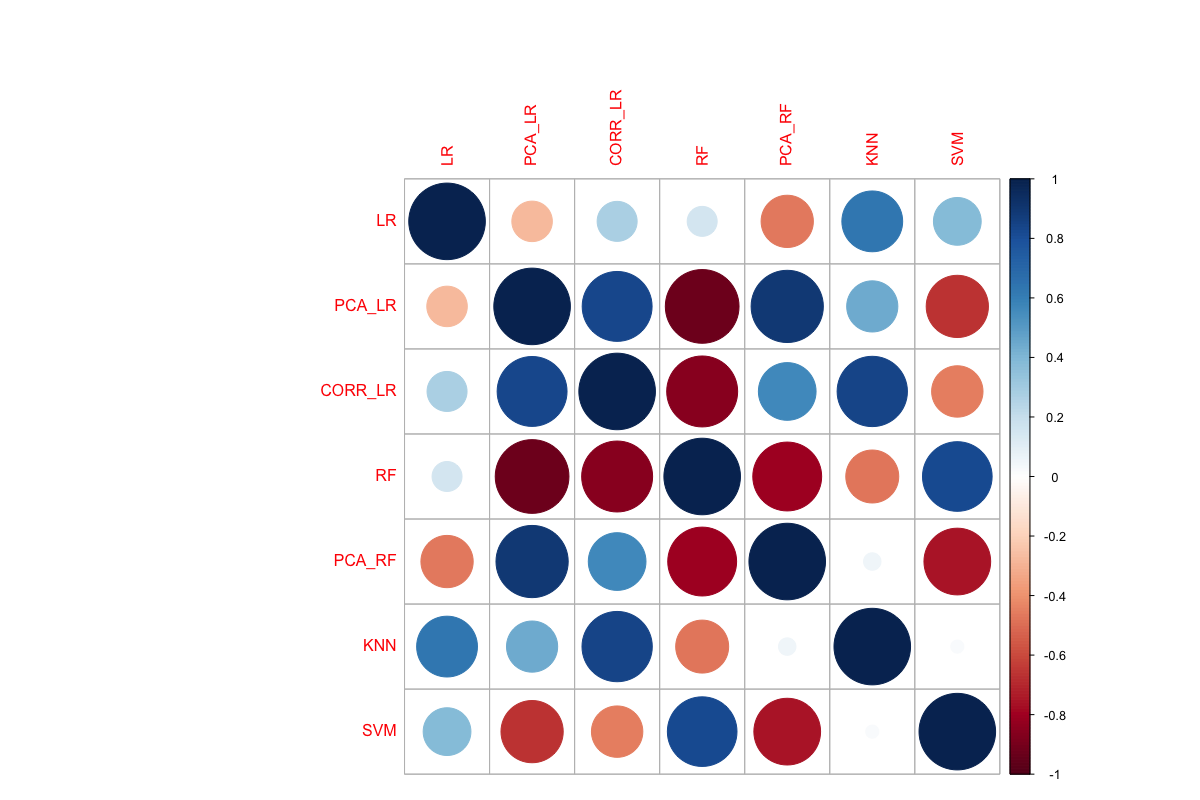 LR
PCA_LR
CORR_LR
RF
PCA_RF
KNN
SVM
LR
PCA_LR
CORR_LR
RF
PCA_RF
KNN
SVM
1
0.8
0.6
0.4
0.2
0
-0.2
-0.4
-0.6
-0.8
-1